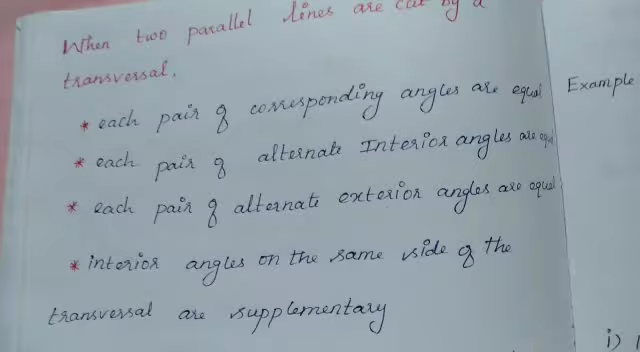 When two parallel lines are cut by a
transversal.
* each pair of corresponding angles are equal
* each pair of alternate Interior angles are equal
* each pair of alternate exterior angles are equal
* interior angles on the same side of the
transversal are supplementary
Example
i)